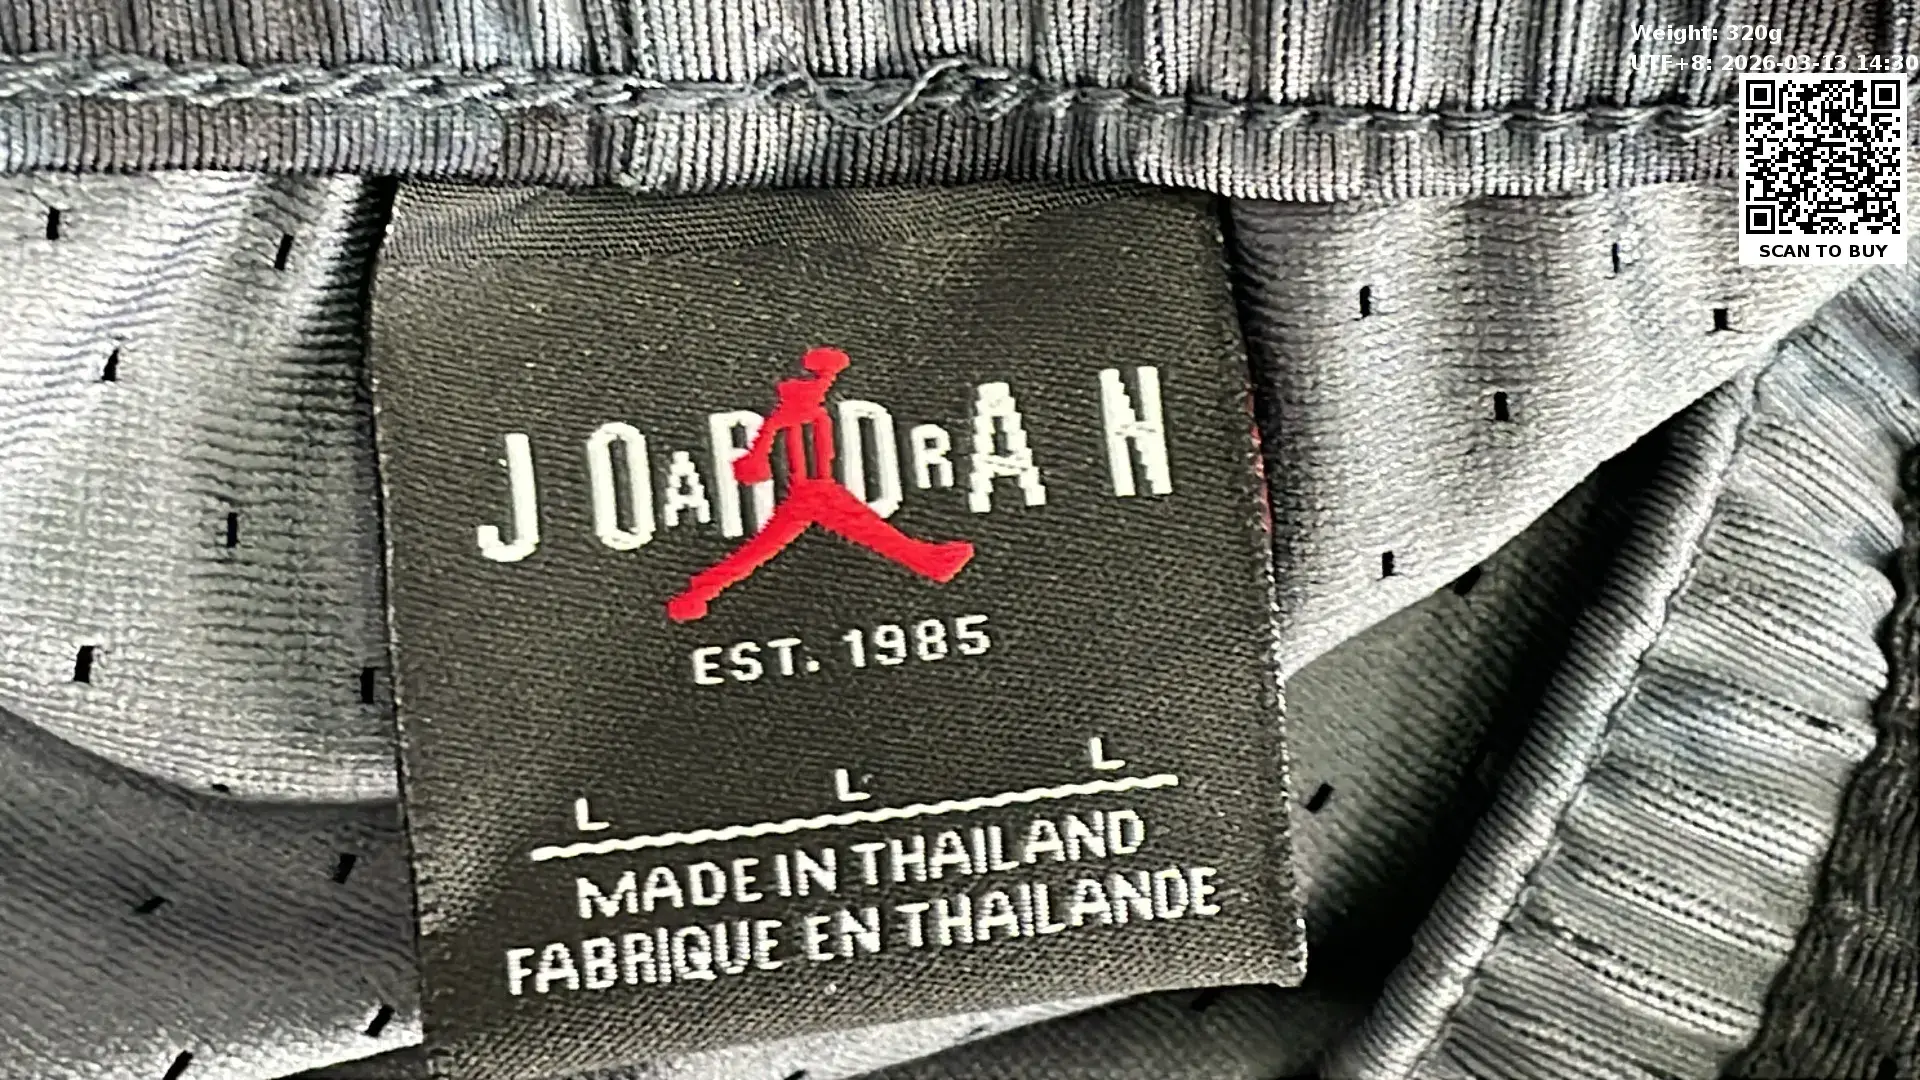 Weight: 320g
UTF+8: 2026-03-13 14:30
SCAN TO BUY
JOARDRAN
EST. 1985
L L L
MADE IN THAILAND
FABRIQUE EN THAILANDE